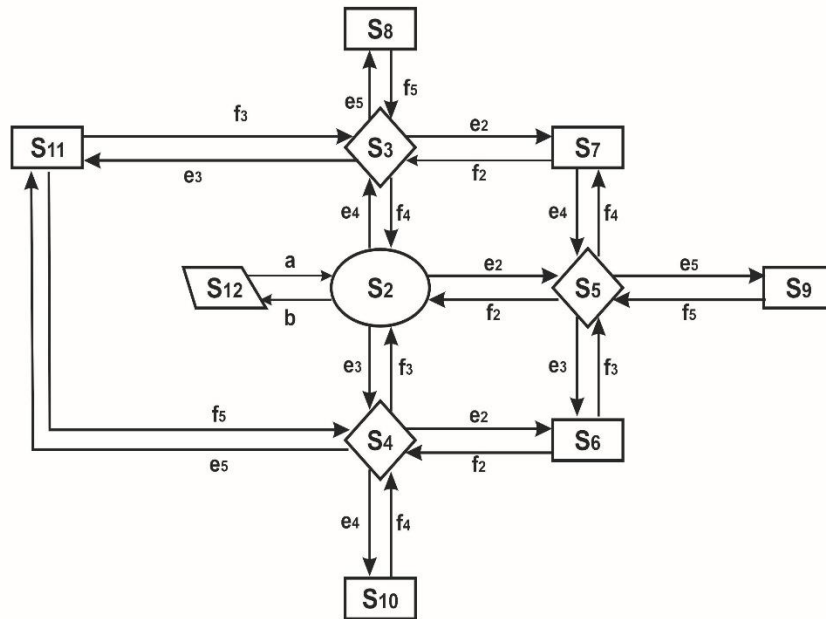 S8
e5 f5
S11 f3 S3 e2 S7
e3 f2
e4 f4 e4 f4
S12 a S2 e2 S5 e5 S9
b f2 f5
e3 f3 e3 f3
f5 S4 e2 S6
e5 f2
e4 f4
S10